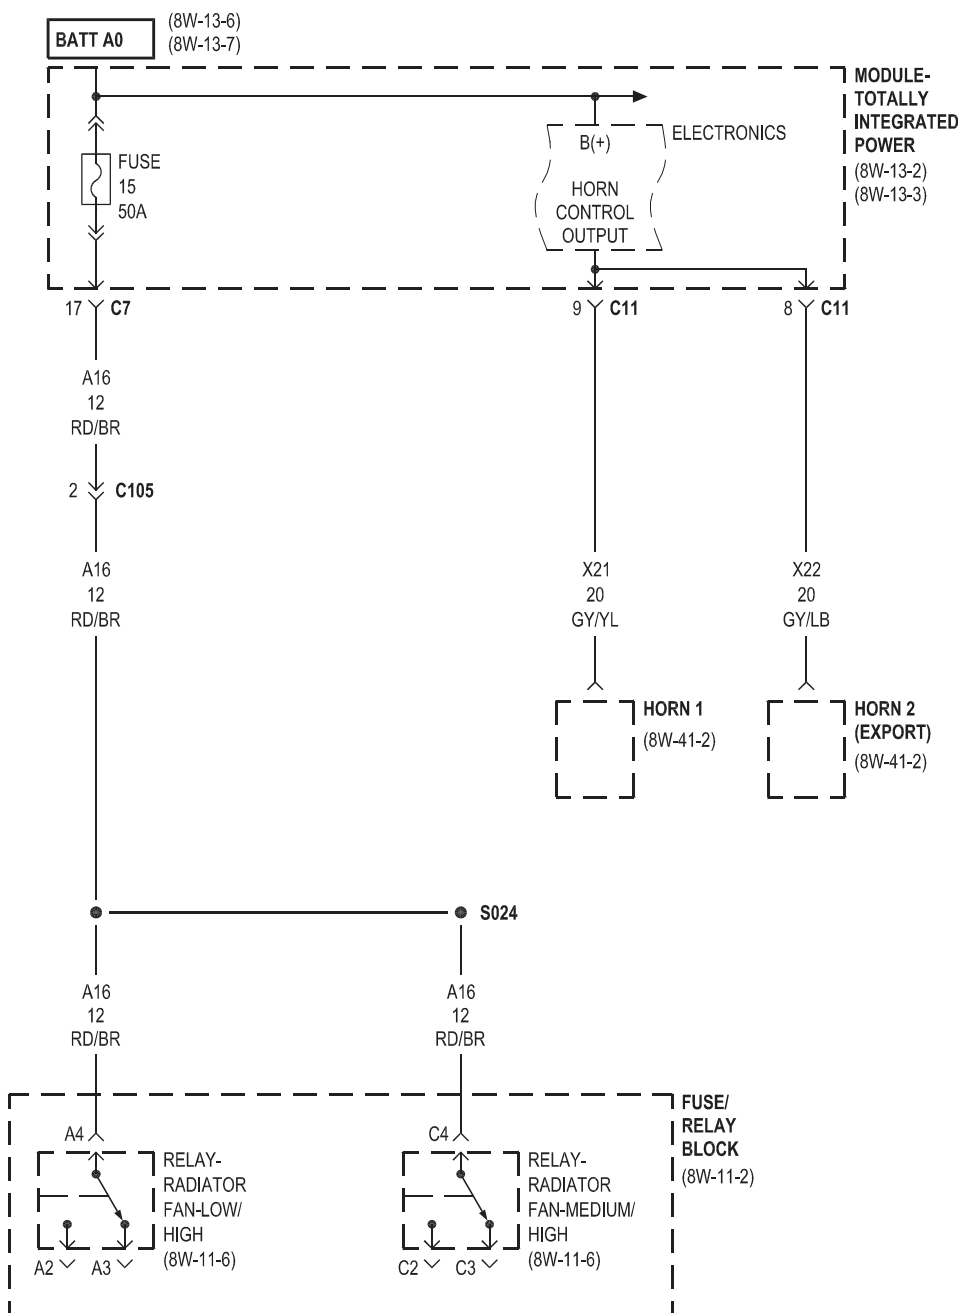 BATT A0
(8W-13-6)
(8W-13-7)
MODULE-
TOTALLY
INTEGRATED
POWER
(8W-13-2)
(8W-13-3)
FUSE
15
50A
B(+)
ELECTRONICS
HORN
CONTROL
OUTPUT
17 C7
9 C11
8 C11
A16
12
RD/BR
2 C105
A16
12
RD/BR
X21
20
GY/YL
X22
20
GY/LB
HORN 1
(8W-41-2)
HORN 2
(EXPORT)
(8W-41-2)
S024
A16
12
RD/BR
A16
12
RD/BR
FUSE/
RELAY
BLOCK
(8W-11-2)
A4
RELAY-
RADIATOR
FAN-LOW/
HIGH
(8W-11-6)
A2 A3
C4
RELAY-
RADIATOR
FAN-MEDIUM/
HIGH
(8W-11-6)
C2 C3